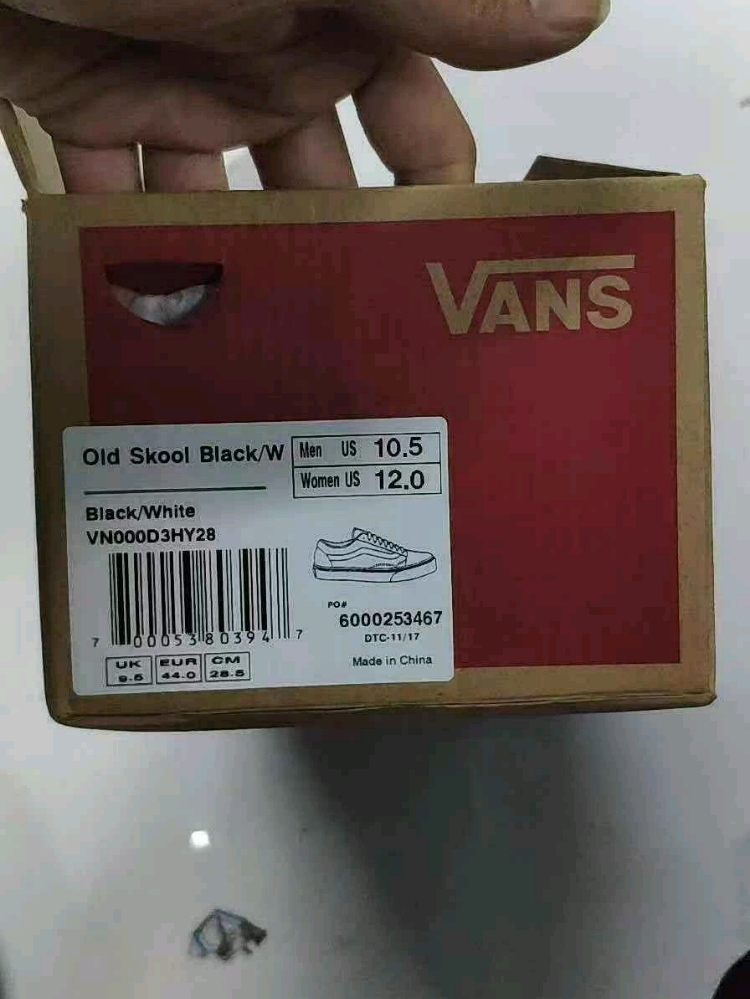 VANS
Old Skool Black/W
Men US 10.5
Women US 12.0
Black/White
VN000D3HY28
7 00053 80394 7
PO#
6000253467
DTC-11/17
UK EUR CM
9.5 44.0 28.5
Made in China